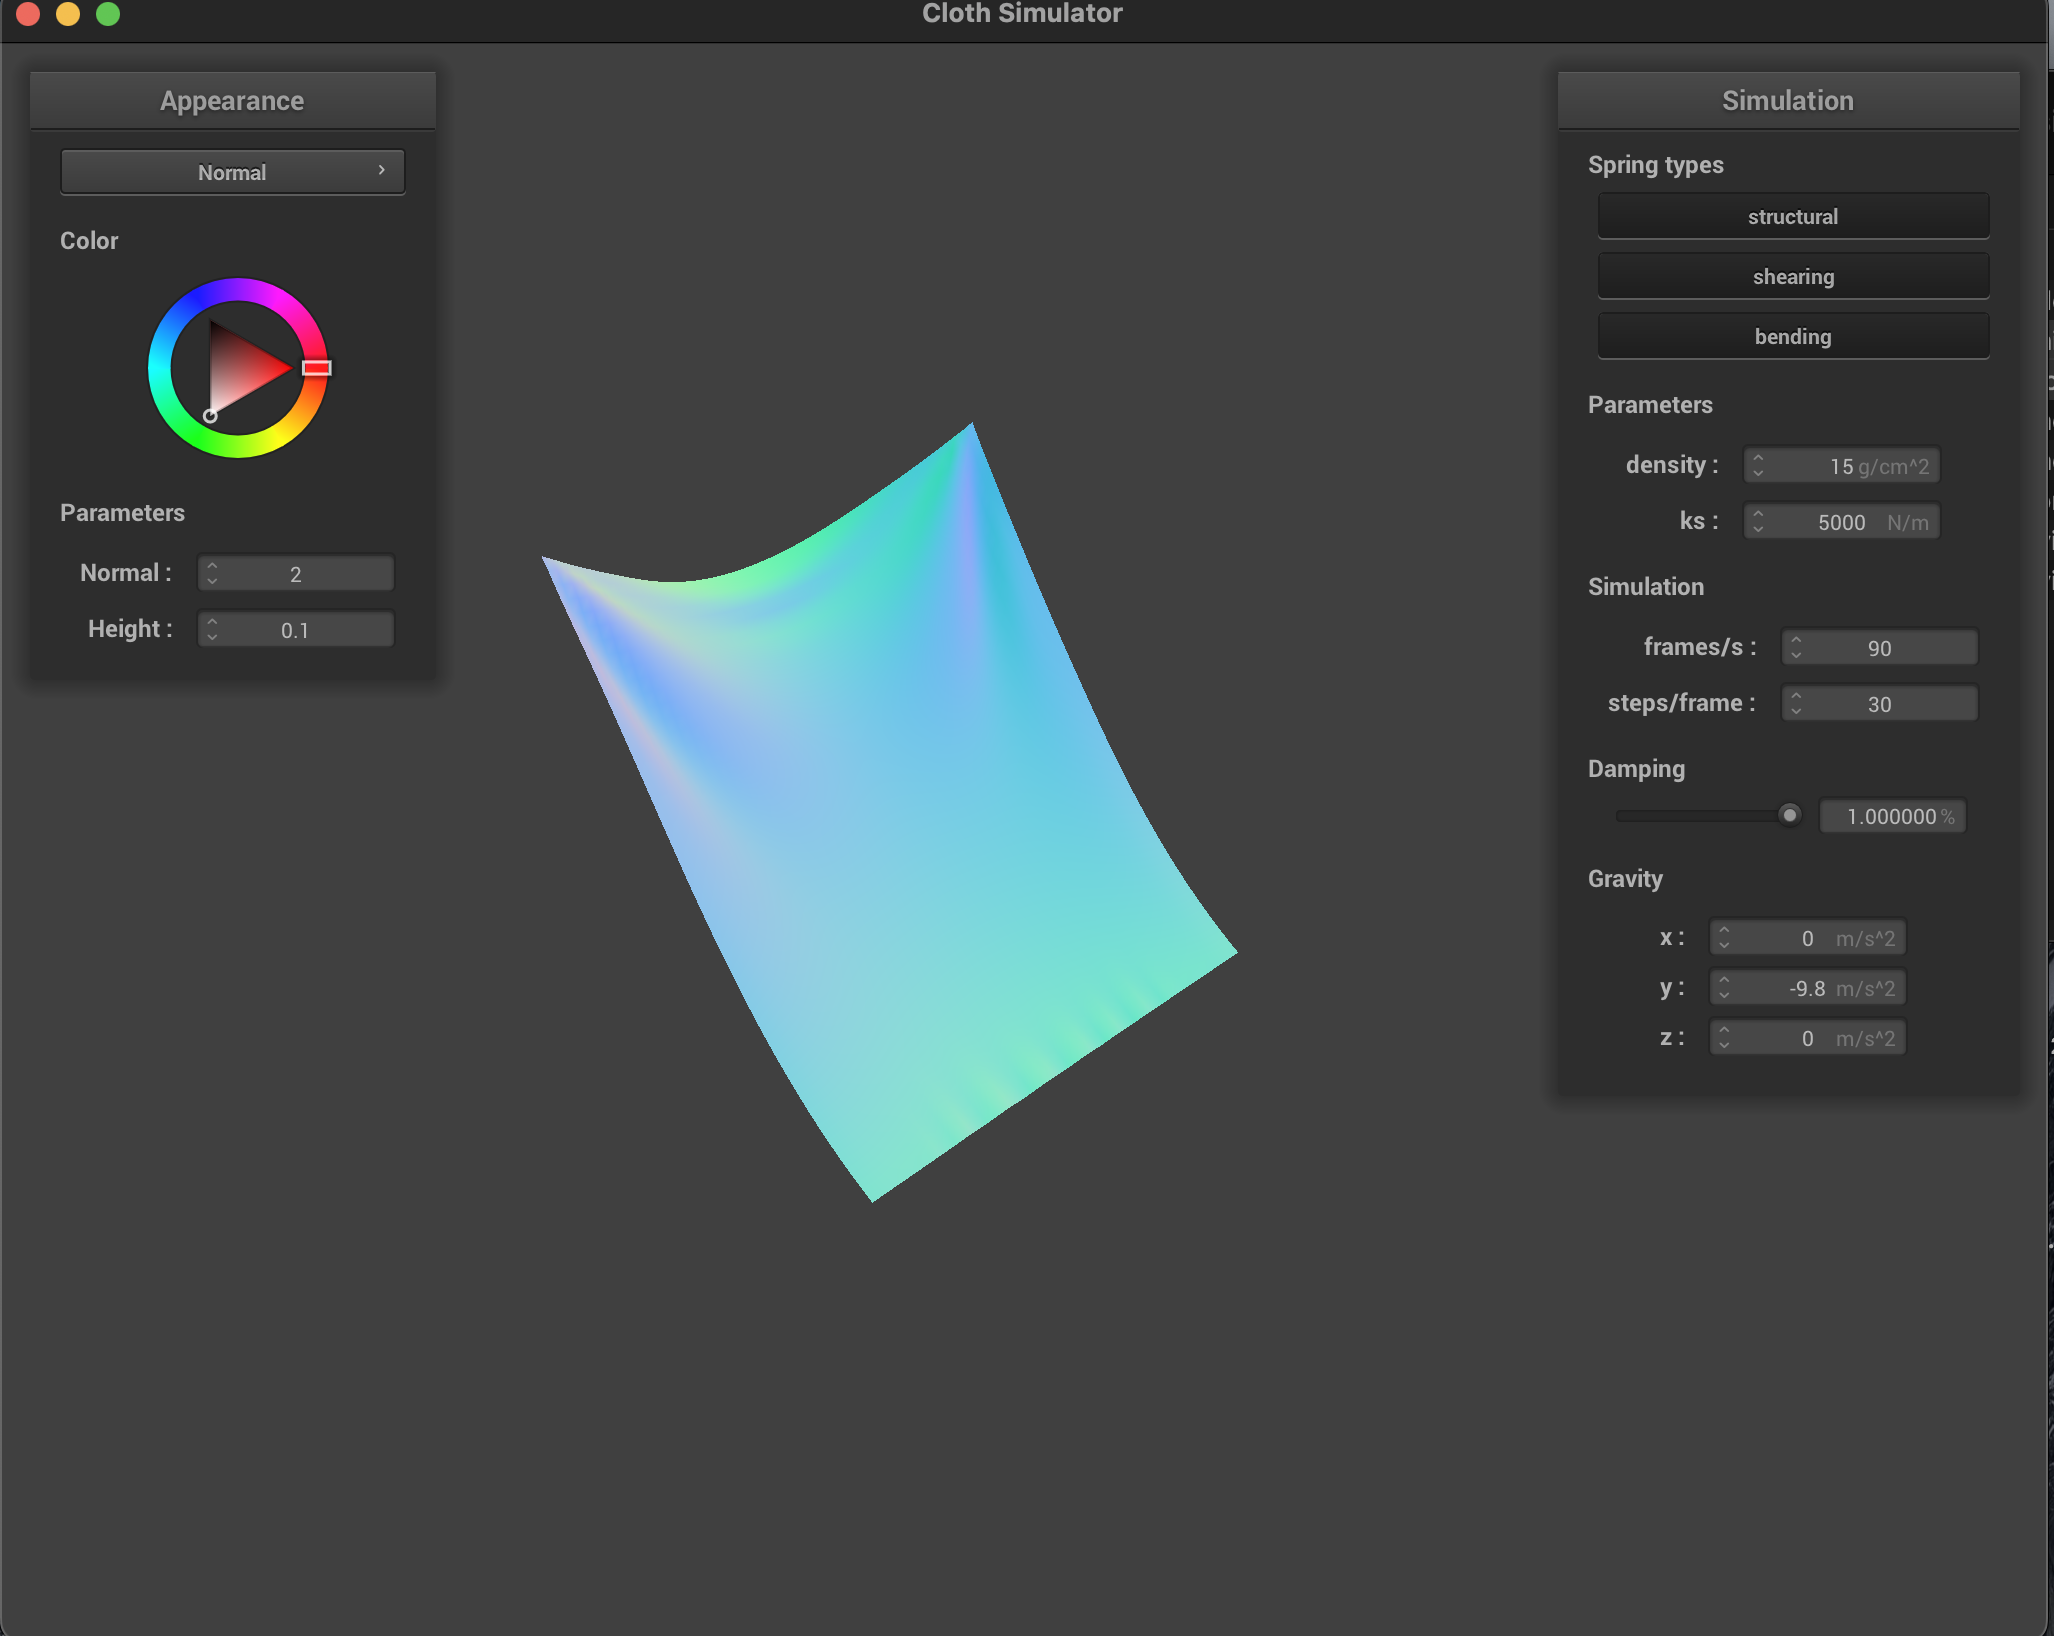 Cloth Simulator
Appearance
Normal
Color
Parameters
Normal : 2
Height : 0.1
Simulation
Spring types
structural
shearing
bending
Parameters
density : 15 g/cm^2
ks : 5000 N/m
Simulation
frames/s : 90
steps/frame : 30
Damping
1.000000 %
Gravity
x : 0 m/s^2
y : -9.8 m/s^2
z : 0 m/s^2